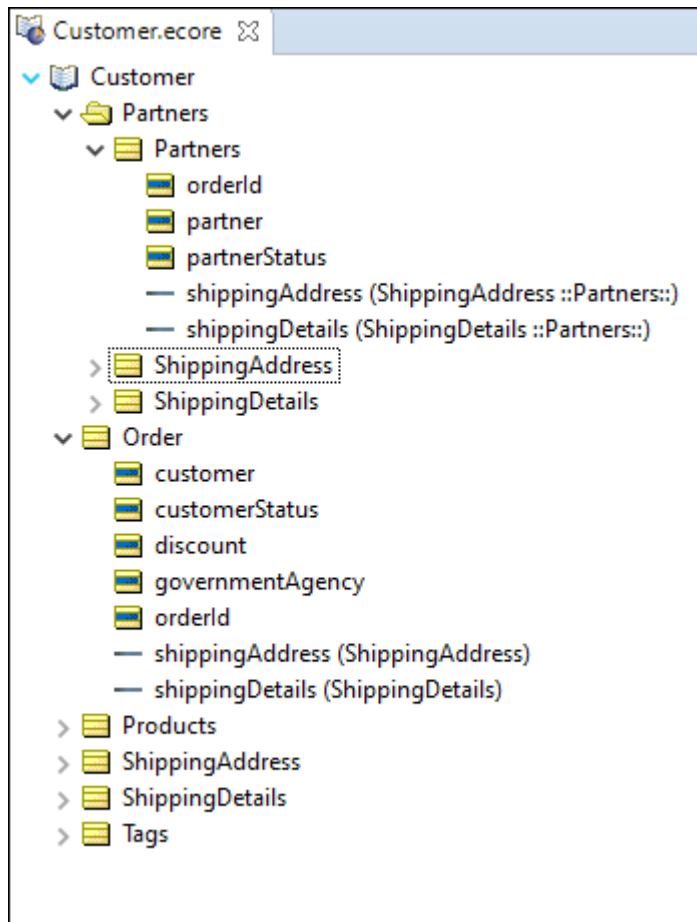 Customer.ecore
Customer
Partners
Partners
orderId
partner
partnerStatus
shippingAddress (ShippingAddress ::Partners::)
shippingDetails (ShippingDetails ::Partners::)
ShippingAddress
ShippingDetails
Order
customer
customerStatus
discount
governmentAgency
orderId
shippingAddress (ShippingAddress)
shippingDetails (ShippingDetails)
Products
ShippingAddress
ShippingDetails
Tags